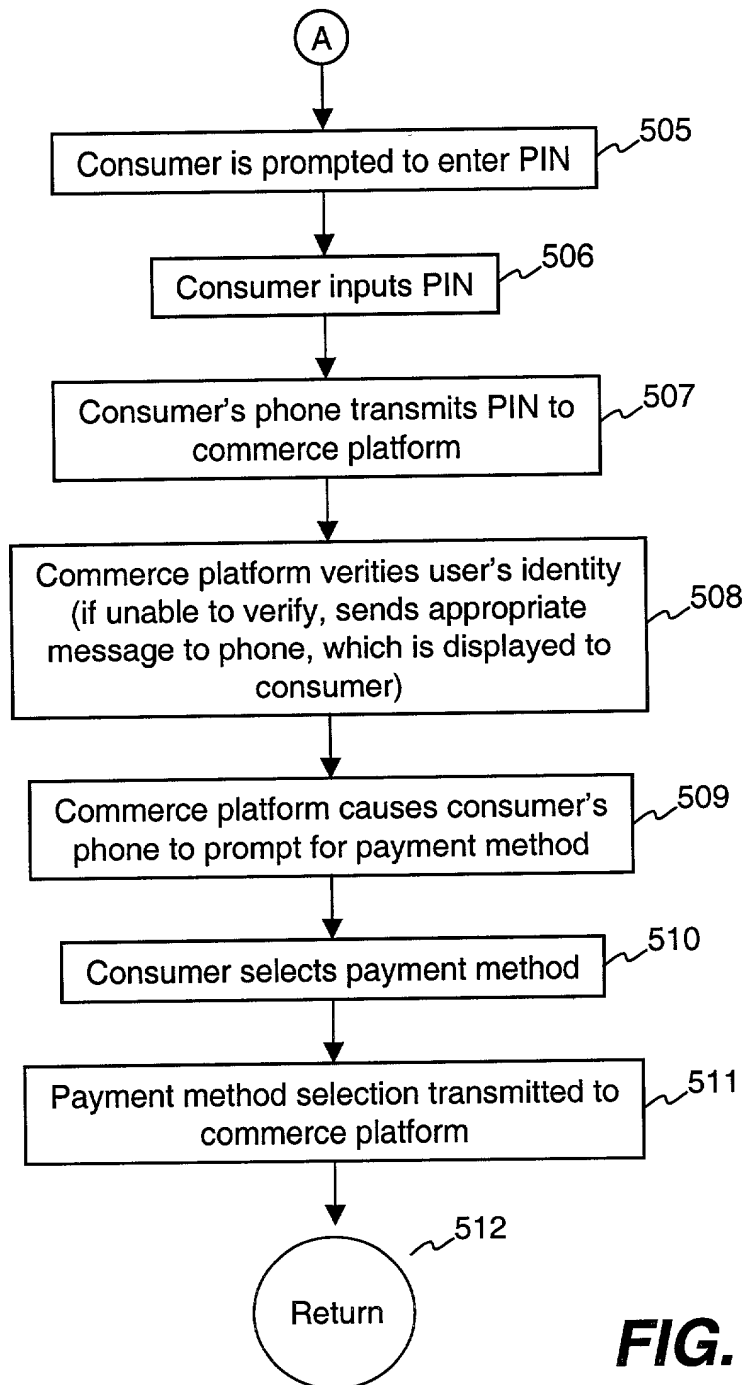 A
Consumer is prompted to enter PIN
505
Consumer inputs PIN
506
Consumer's phone transmits PIN to
commerce platform
507
Commerce platform verities user's identity
(if unable to verify, sends appropriate
message to phone, which is displayed to
consumer)
508
Commerce platform causes consumer's
phone to prompt for payment method
509
Consumer selects payment method
510
Payment method selection transmitted to
commerce platform
511
Return
512
FIG.